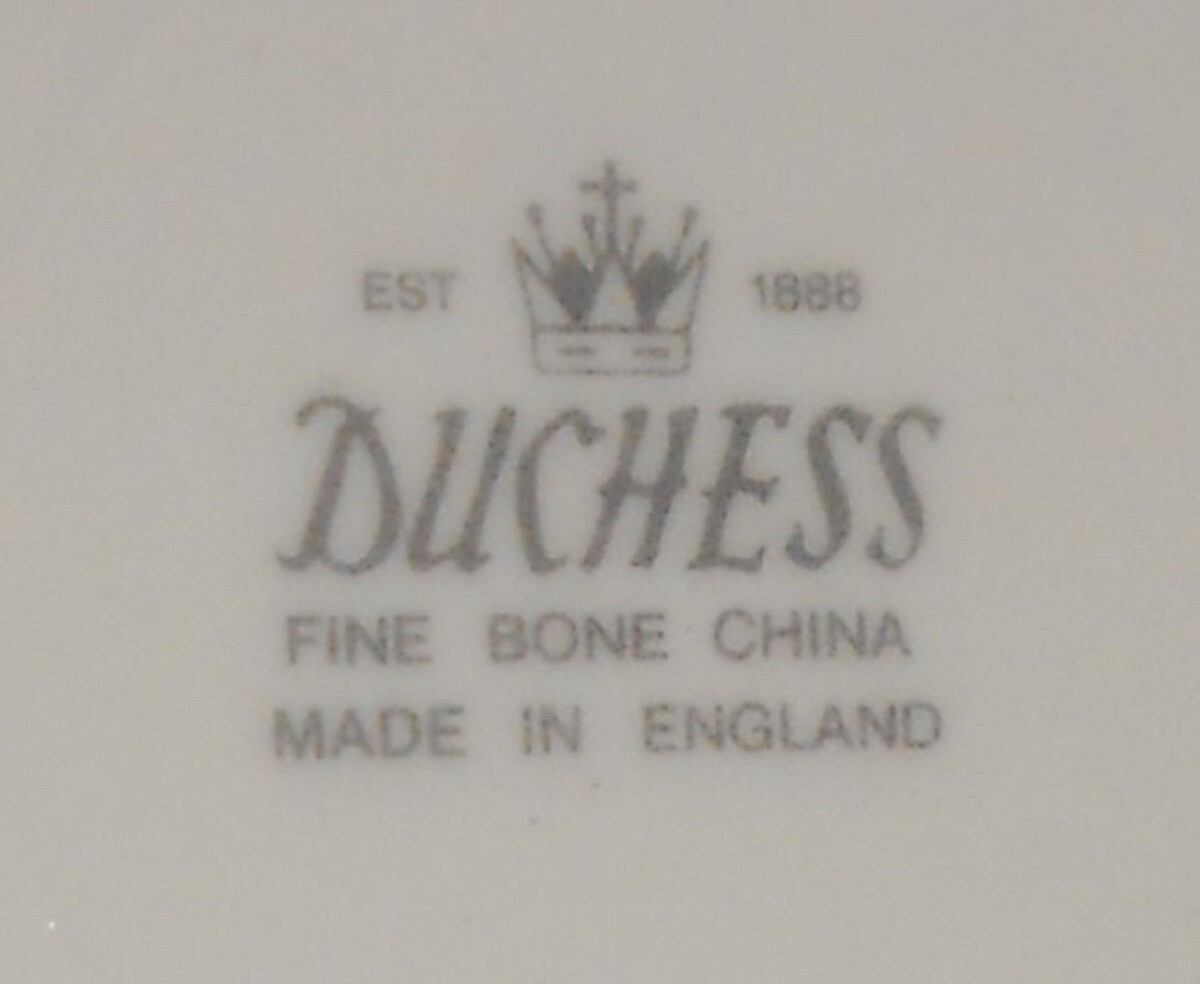 EST 1888
DUCHESS
FINE BONE CHINA
MADE IN ENGLAND